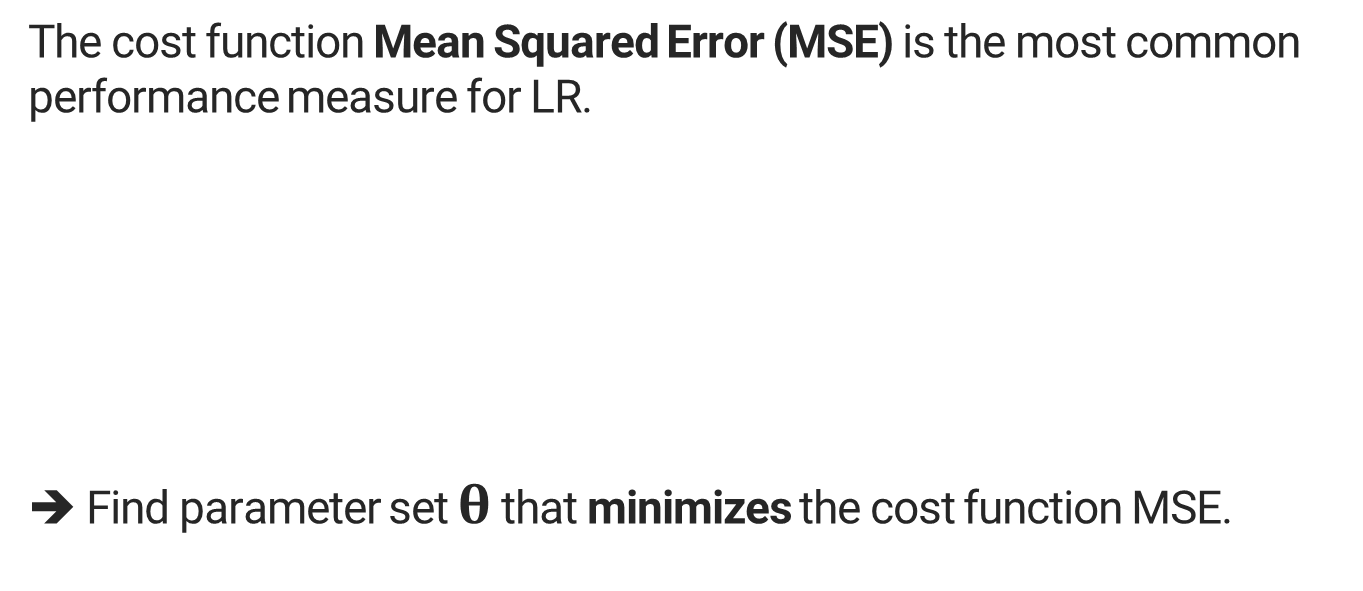 The cost function Mean Squared Error (MSE) is the most common
performance measure for LR.
➔ Find parameter set θ that minimizes the cost function MSE.